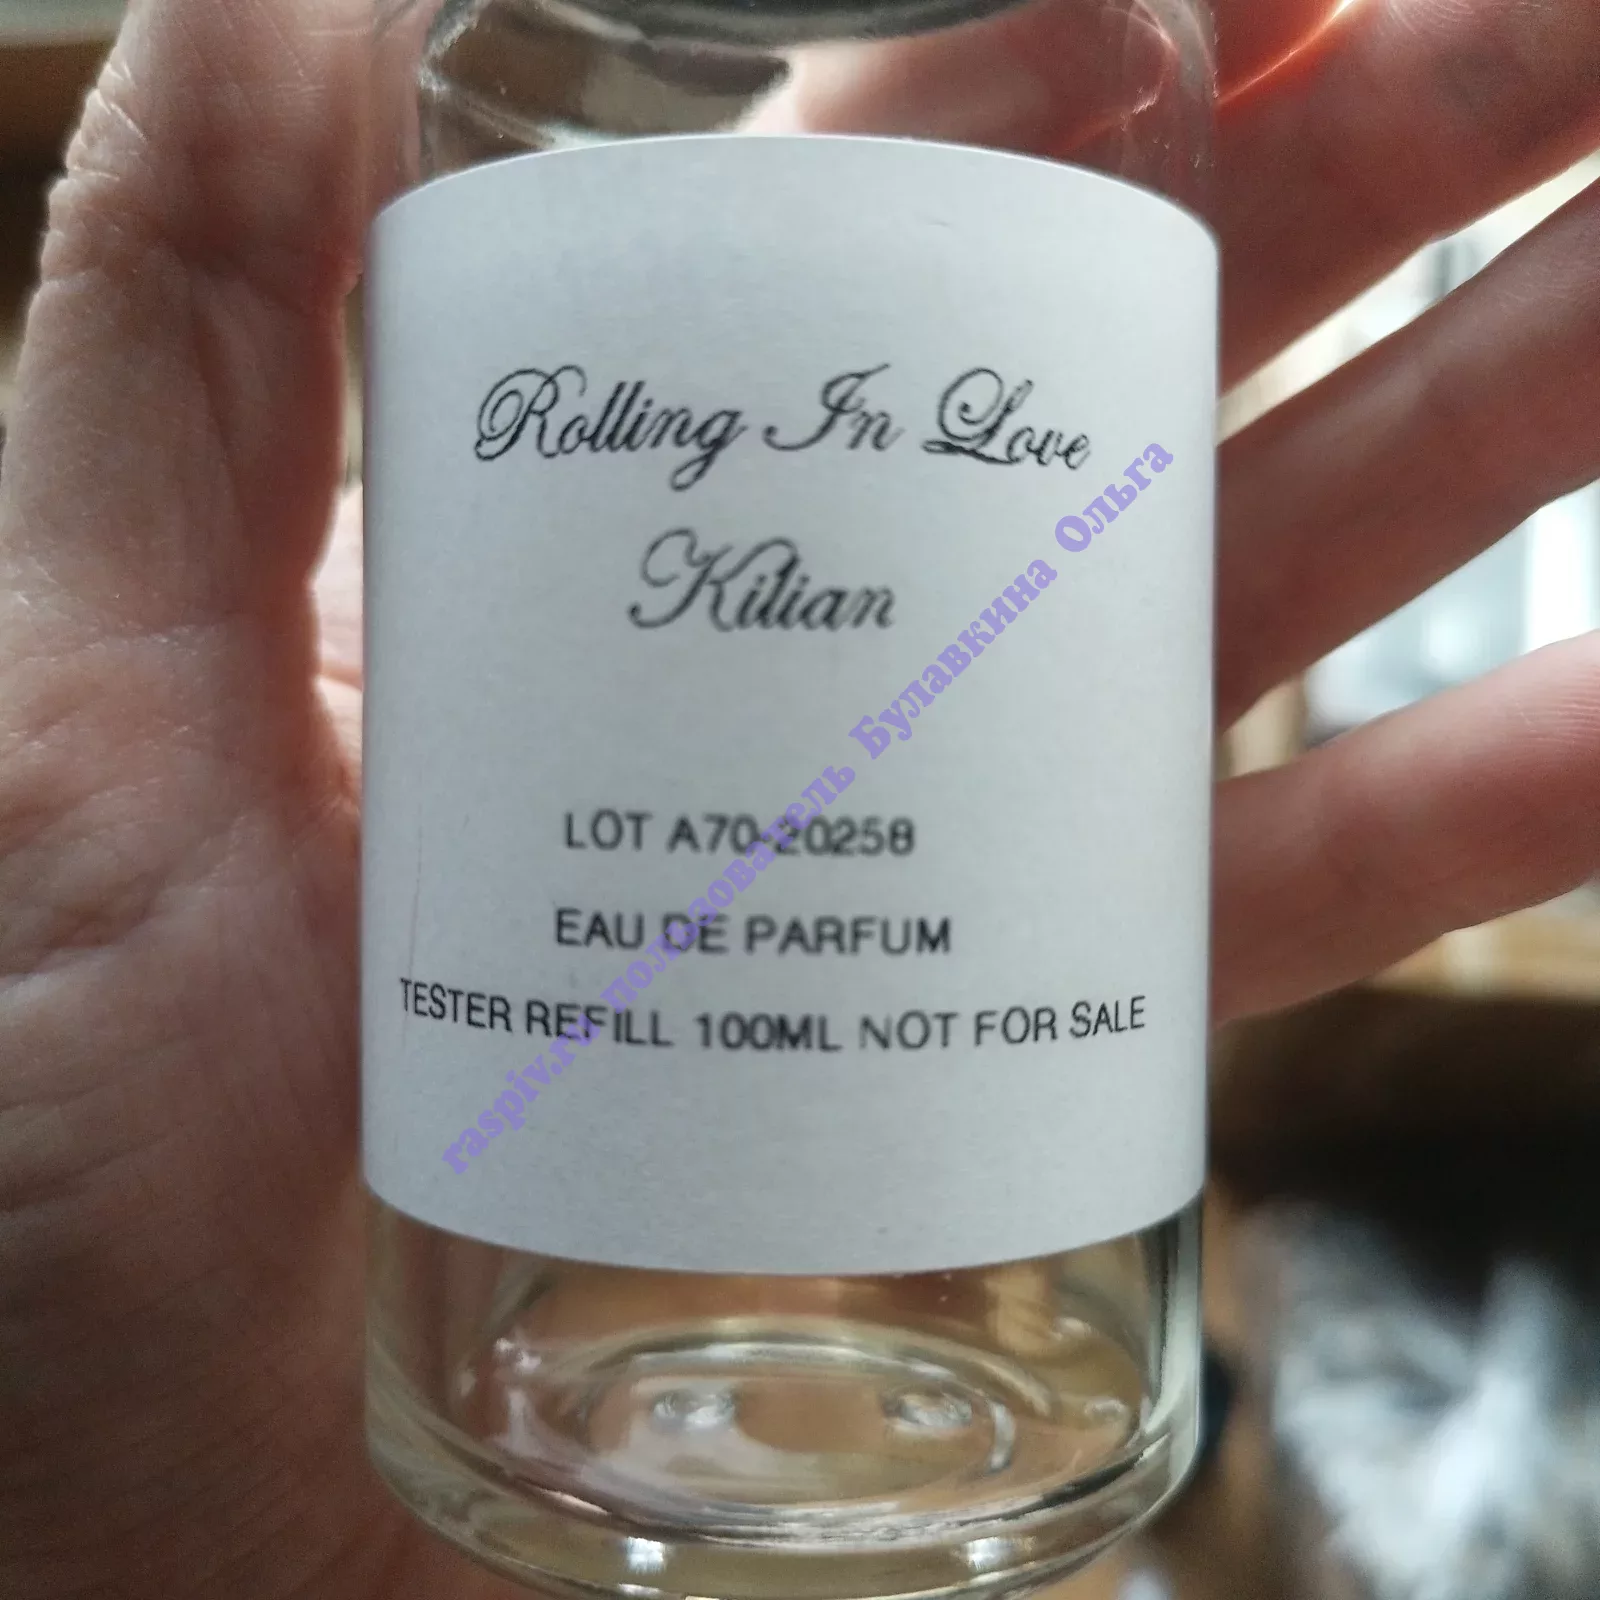 Rolling In Love
Kilian
LOT A70-20258
EAU DE PARFUM
TESTER REFILL 100ML NOT FOR SALE
raspiv.ru пользователь Булавкина Ольга